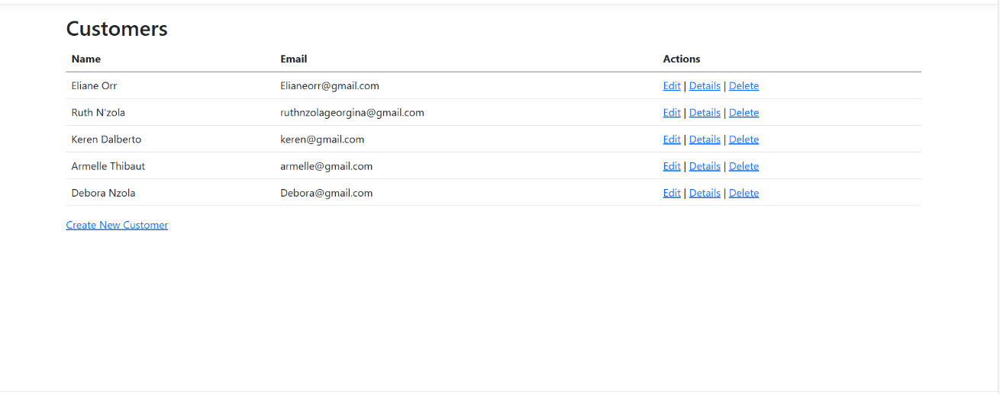 Customers
Name Email Actions
Eliane Orr Elianeorr@gmail.com Edit | Details | Delete
Ruth N'zola ruthnzolageorgina@gmail.com Edit | Details | Delete
Keren Dalberto keren@gmail.com Edit | Details | Delete
Armelle Thibaut armelle@gmail.com Edit | Details | Delete
Debora Nzola Debora@gmail.com Edit | Details | Delete
Create New Customer